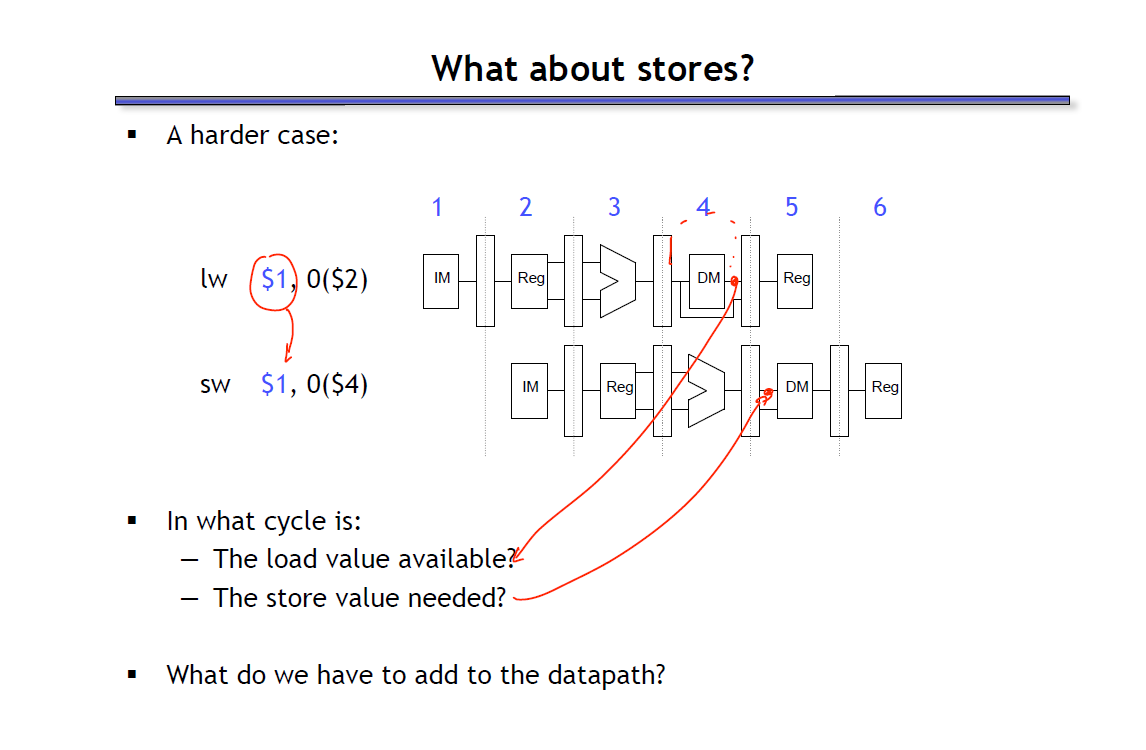 What about stores?
▪ A harder case:
1 2 3 4 5 6
lw $1, 0($2) IM Reg DM Reg
sw $1, 0($4) IM Reg DM Reg
▪ In what cycle is:
— The load value available?
— The store value needed?
▪ What do we have to add to the datapath?